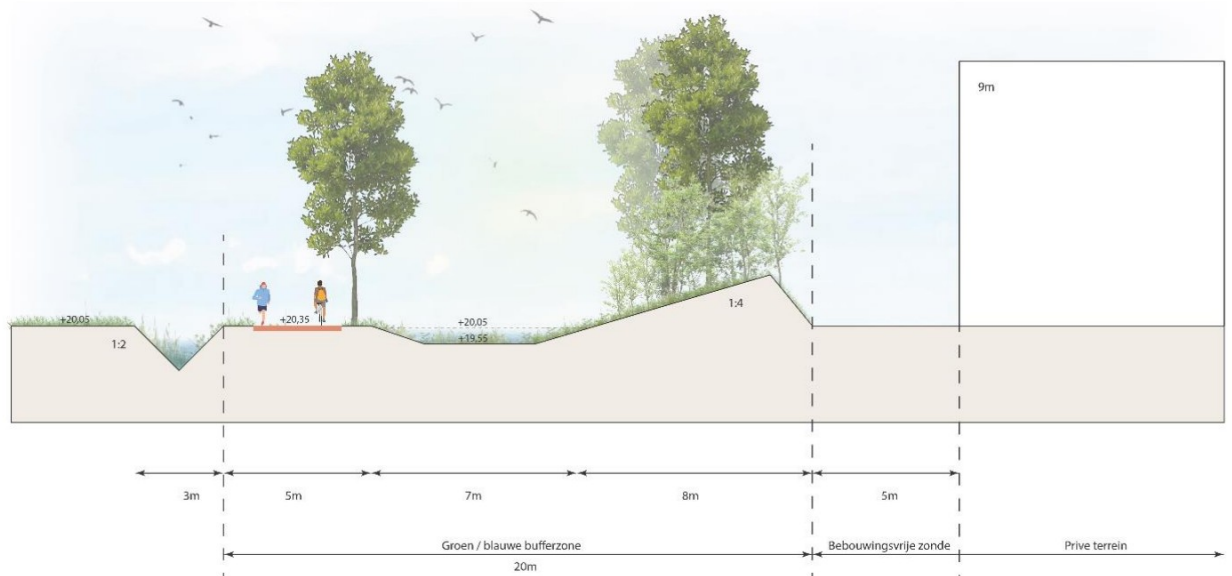 9m
+20,05
1:2
+20,35
+20,05
+19,55
1:4
3m
5m
7m
8m
5m
Groen / blauwe bufferzone
20m
Bebouwingsvrije zonde
Prive terrein